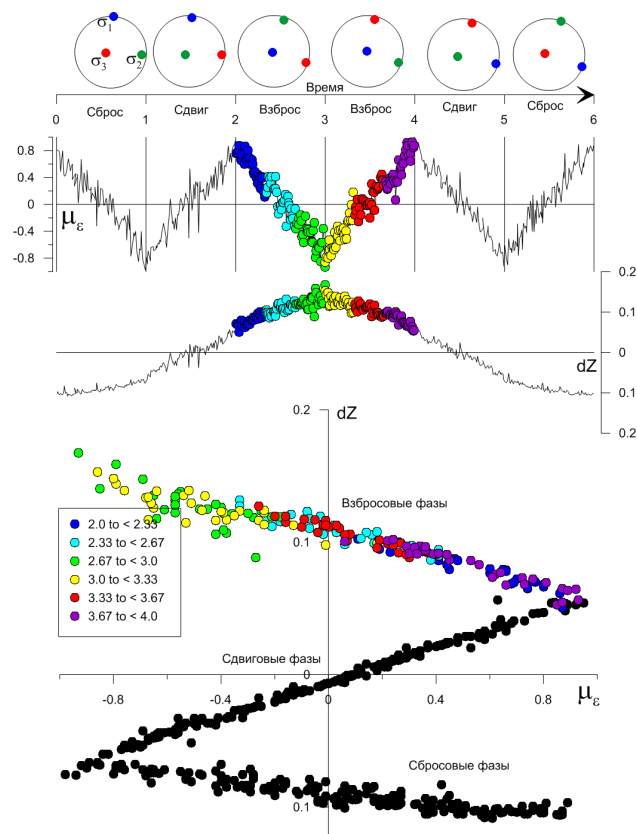 σ1
σ3 σ2
Время
0 Сброс 1 Сдвиг 2 Взброс 3 Взброс 4 Сдвиг 5 Сброс 6
0.8
0.4
0
-0.4
-0.8
με
0.2
0.1
0
dZ
0.1
0.2
0.2
dZ
Взбросовые фазы
0.1
2.0 to < 2.33
2.33 to < 2.67
2.67 to < 3.0
3.0 to < 3.33
3.33 to < 3.67
3.67 to < 4.0
Сдвиговые фазы
0
-0.8 -0.4 0 0.4 0.8 με
Сбросовые фазы
0.1